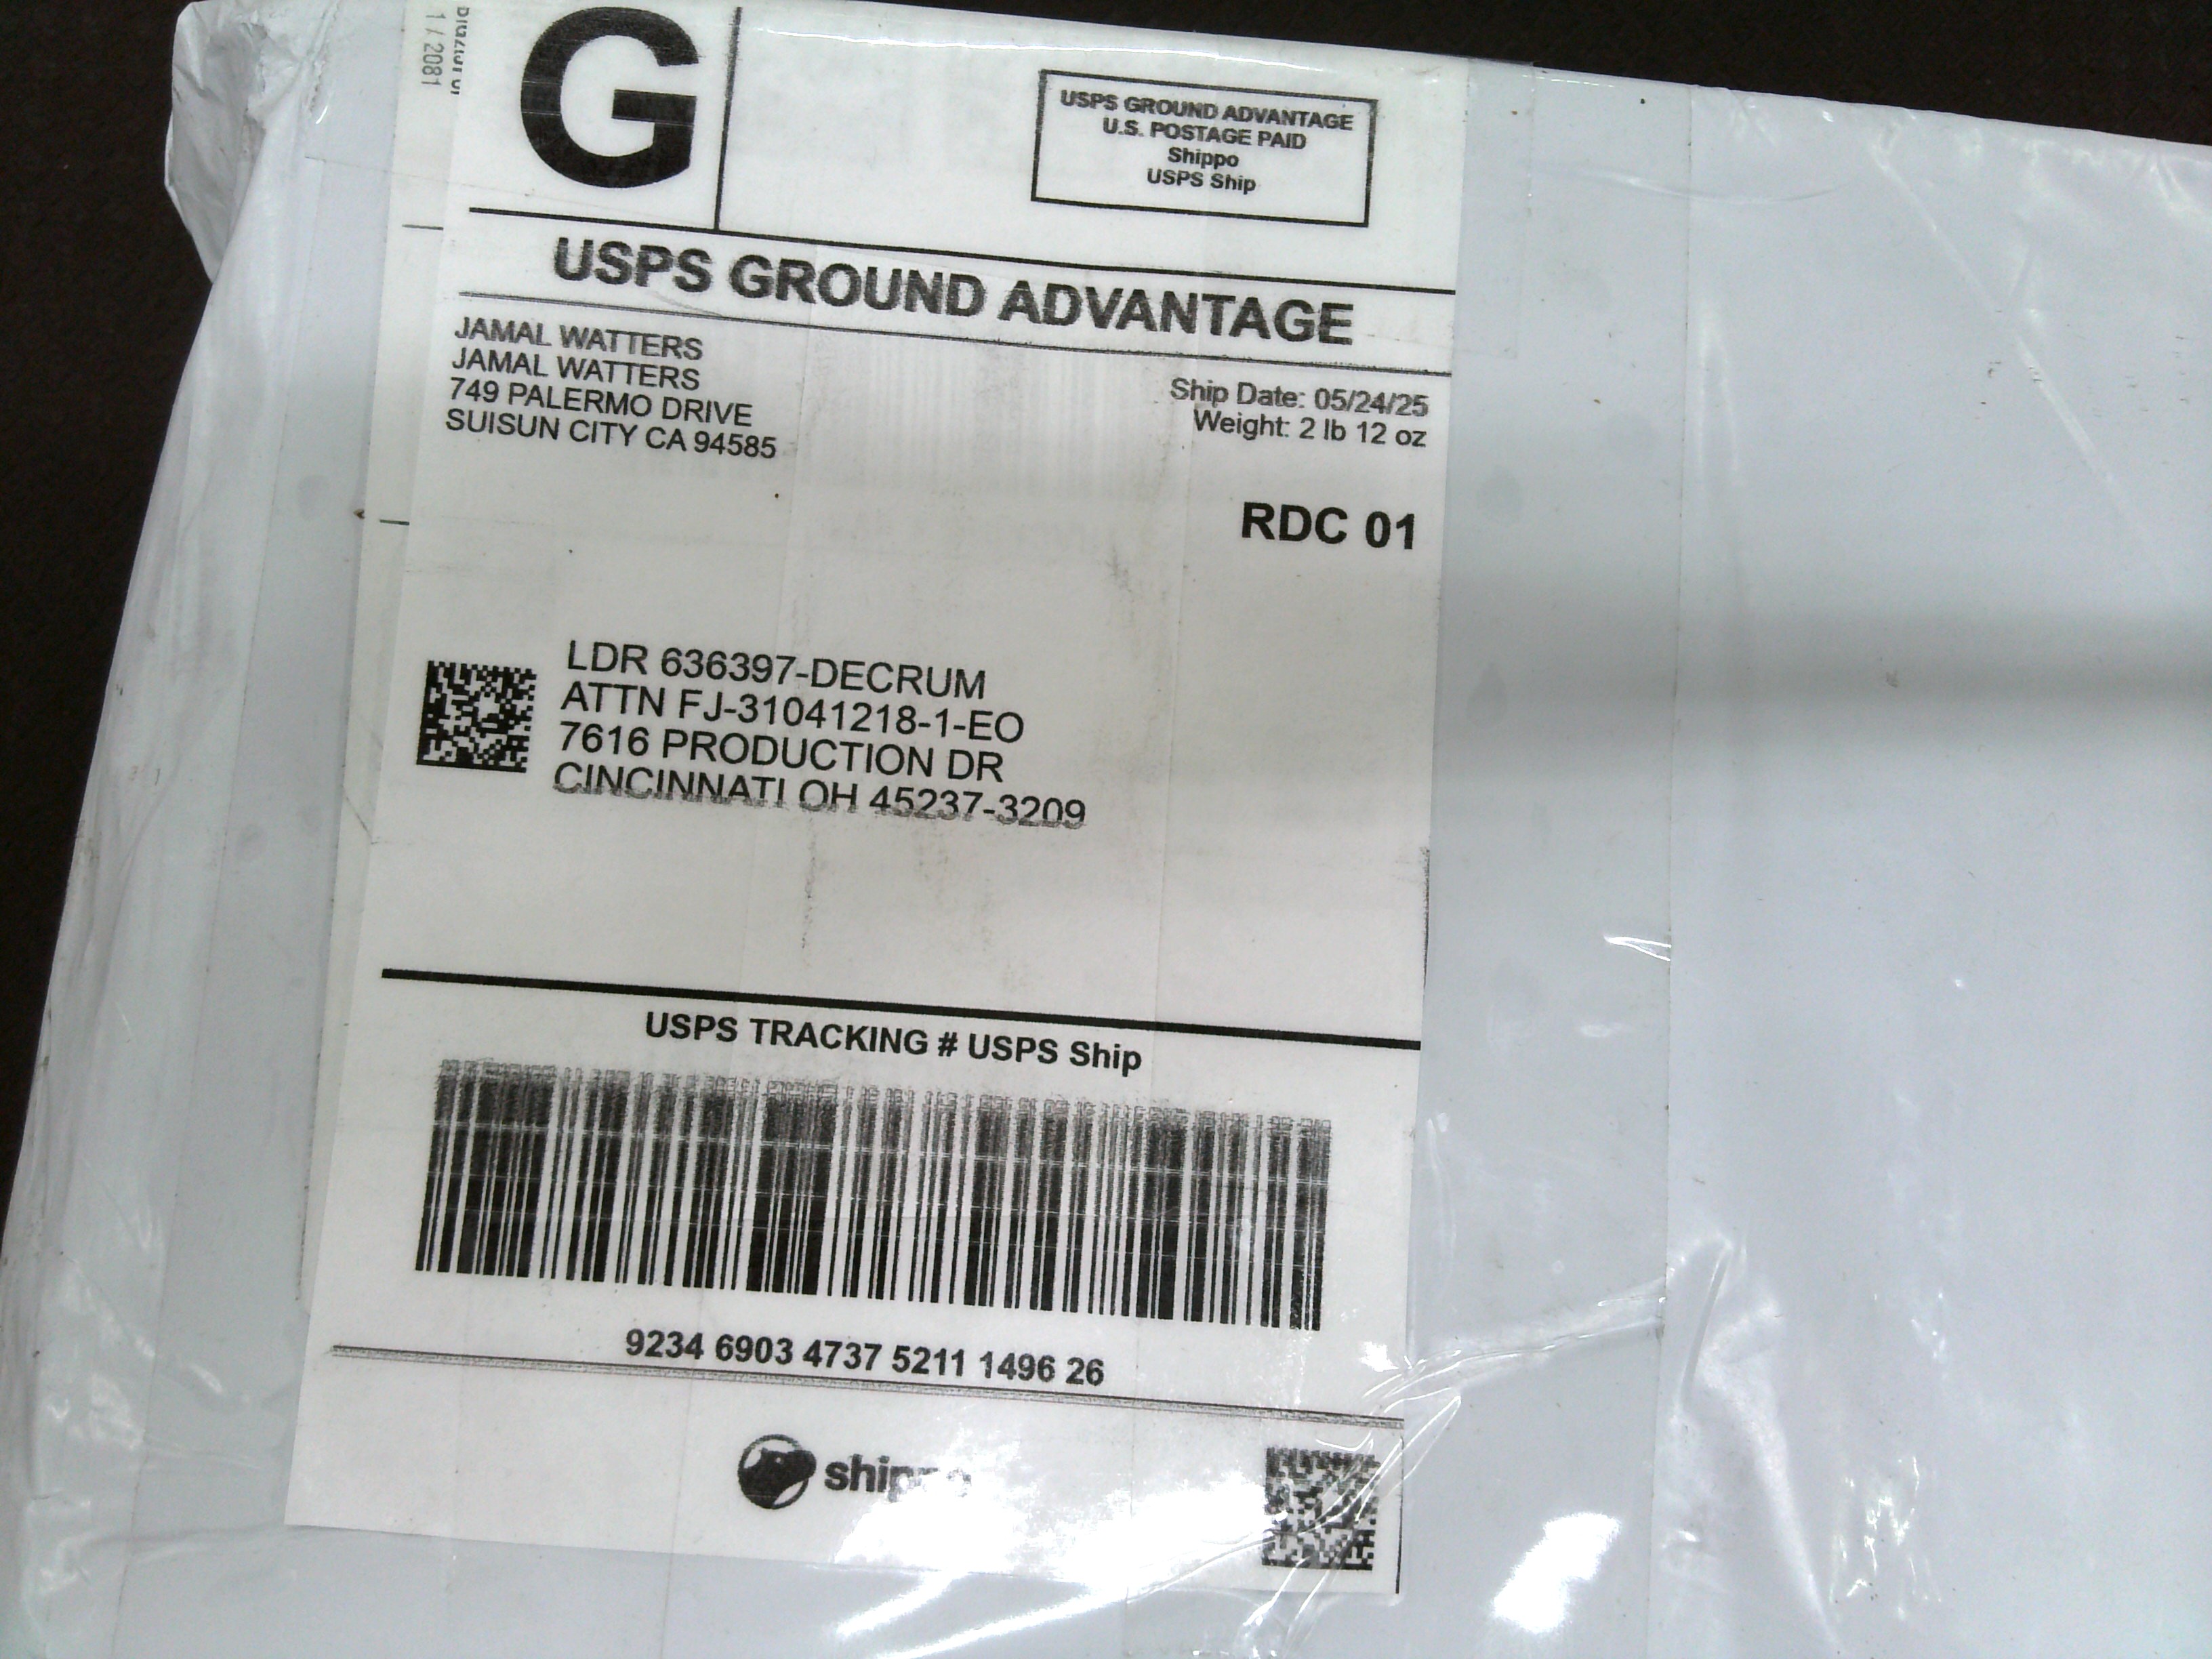 1 / 2081
G
USPS GROUND ADVANTAGE
U.S. POSTAGE PAID
Shippo
USPS Ship
USPS GROUND ADVANTAGE
JAMAL WATTERS
JAMAL WATTERS
749 PALERMO DRIVE
SUISUN CITY CA 94585
Ship Date: 05/24/25
Weight: 2 lb 12 oz
RDC 01
LDR 636397-DECRUM
ATTN FJ-31041218-1-EO
7616 PRODUCTION DR
CINCINNATI OH 45237-3209
USPS TRACKING # USPS Ship
9234 6903 4737 5211 1496 26
shippo